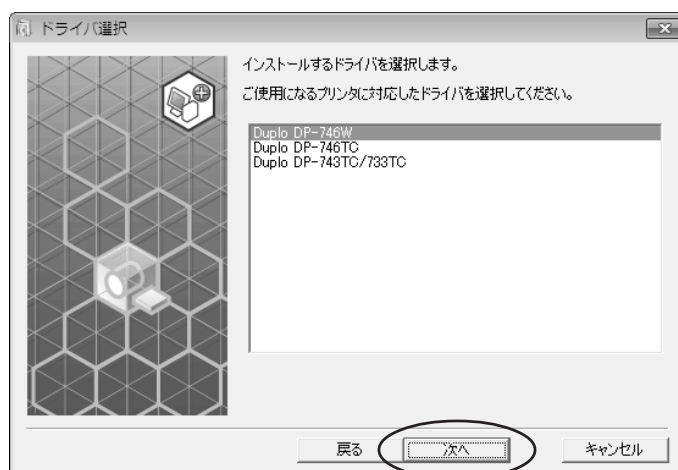 ドライバ選択
インストールするドライバを選択します。
ご使用になるプリンタに対応したドライバを選択してください。
Duplo DP-746W
Duplo DP-746TC
Duplo DP-743TC/733TC
戻る
次へ
キャンセル